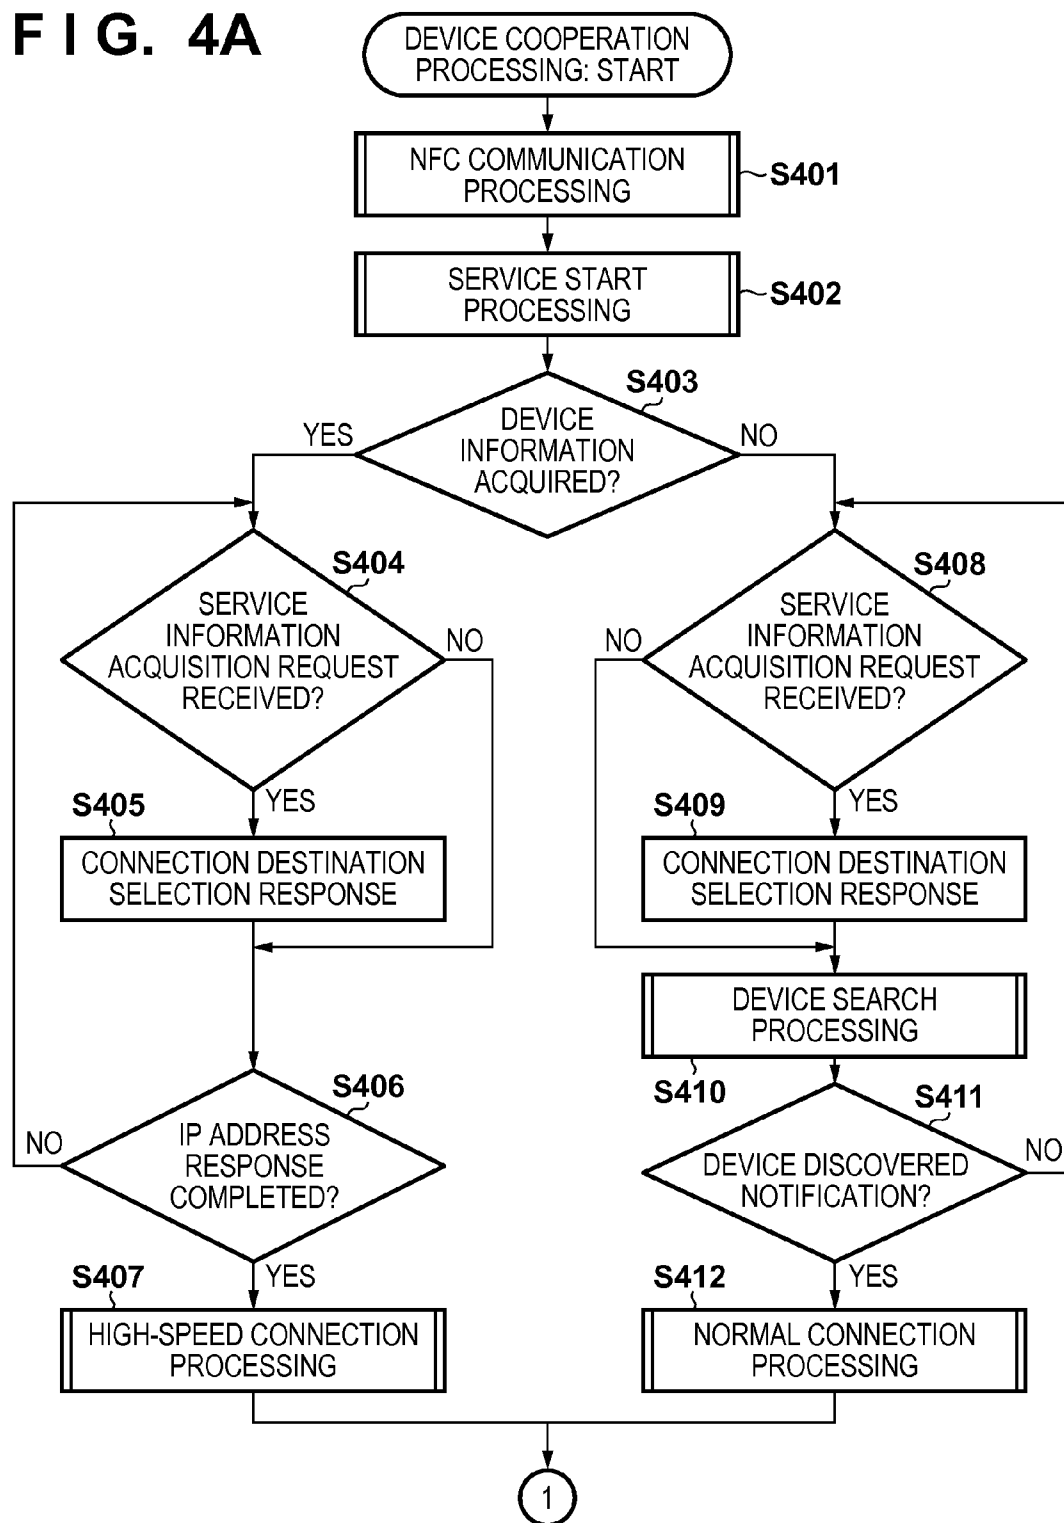 FIG. 4A
DEVICE COOPERATION
PROCESSING: START
NFC COMMUNICATION
PROCESSING
S401
SERVICE START
PROCESSING
S402
S403
DEVICE
INFORMATION
ACQUIRED?
YES
NO
S404
SERVICE
INFORMATION
ACQUISITION REQUEST
RECEIVED?
NO
YES
S405
CONNECTION DESTINATION
SELECTION RESPONSE
S406
IP ADDRESS
RESPONSE
COMPLETED?
NO
YES
S407
HIGH-SPEED CONNECTION
PROCESSING
S408
SERVICE
INFORMATION
ACQUISITION REQUEST
RECEIVED?
NO
YES
S409
CONNECTION DESTINATION
SELECTION RESPONSE
DEVICE SEARCH
PROCESSING
S410
S411
DEVICE DISCOVERED
NOTIFICATION?
NO
YES
S412
NORMAL CONNECTION
PROCESSING
1